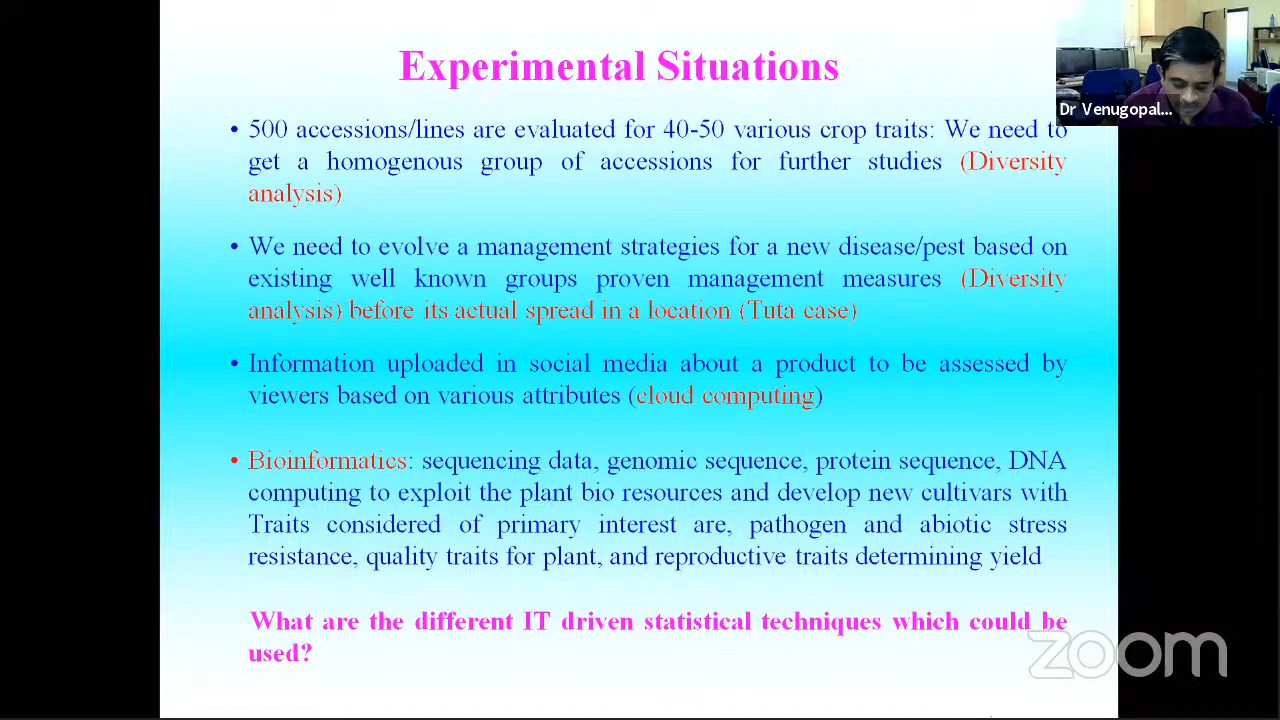 Experimental Situations
Dr Venugopal...
• 500 accessions/lines are evaluated for 40-50 various crop traits: We need to
get a homogenous group of accessions for further studies (Diversity
analysis)
• We need to evolve a management strategies for a new disease/pest based on
existing well known groups proven management measures (Diversity
analysis) before its actual spread in a location (Tuta case)
• Information uploaded in social media about a product to be assessed by
viewers based on various attributes (cloud computing)
• Bioinformatics: sequencing data, genomic sequence, protein sequence, DNA
computing to exploit the plant bio resources and develop new cultivars with
Traits considered of primary interest are, pathogen and abiotic stress
resistance, quality traits for plant, and reproductive traits determining yield
What are the different IT driven statistical techniques which could be
used?
zoom